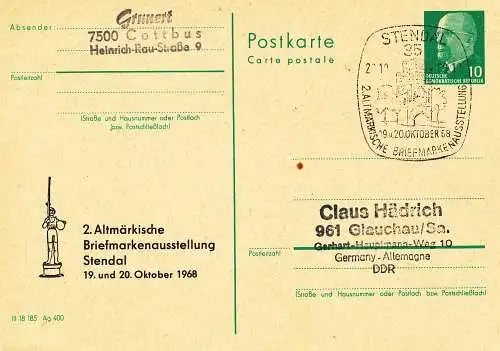 Absender
Grunert
7500 Cottbus
Heinrich-Rau-Straße 9
Postleitzahl
(Straße und Hausnummer oder Postfach
bzw. Postschließfach)
2. Altmärkische
Briefmarkenausstellung
Stendal
19. und 20. Oktober 1968
III 18 185 Ag 400
Postkarte
Carte postale
STENDAL
35
2. ALTMÄRKISCHE BRIEFMARKENAUSSTELLUNG
19.u.20.OKTOBER 68
DEUTSCHE
DEMOKRATISCHE REPUBLIK
10
Claus Hädrich
961 Glauchau/Sa.
Gerhart-Hauptmann-Weg 10
Germany - Allemagne
DDR
Postleitzahl
(Straße und Hausnummer oder Postfach bzw. Postschließfach)